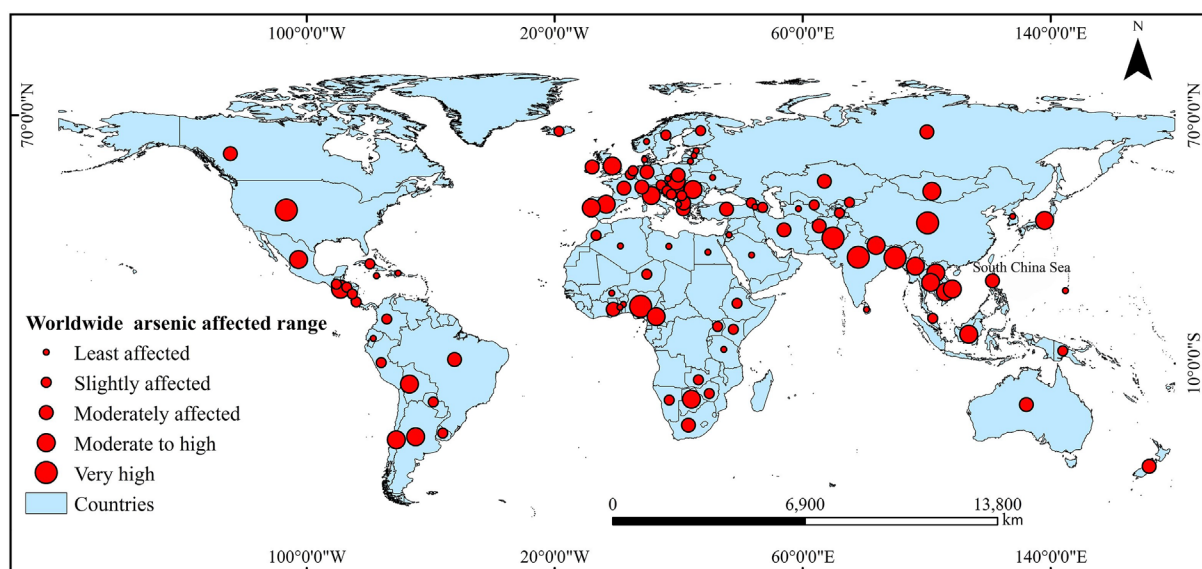 100°0'0"W 20°0'0"W 60°0'0"E 140°0'0"E
N
70°0'0"N 70°0'0"N
South China Sea
Worldwide arsenic affected range
Least affected
10°0'0"S
Slightly affected
Moderately affected
Moderate to high
Very high
Countries
0 6,900 13,800
km
100°0'0"W 20°0'0"W 60°0'0"E 140°0'0"E